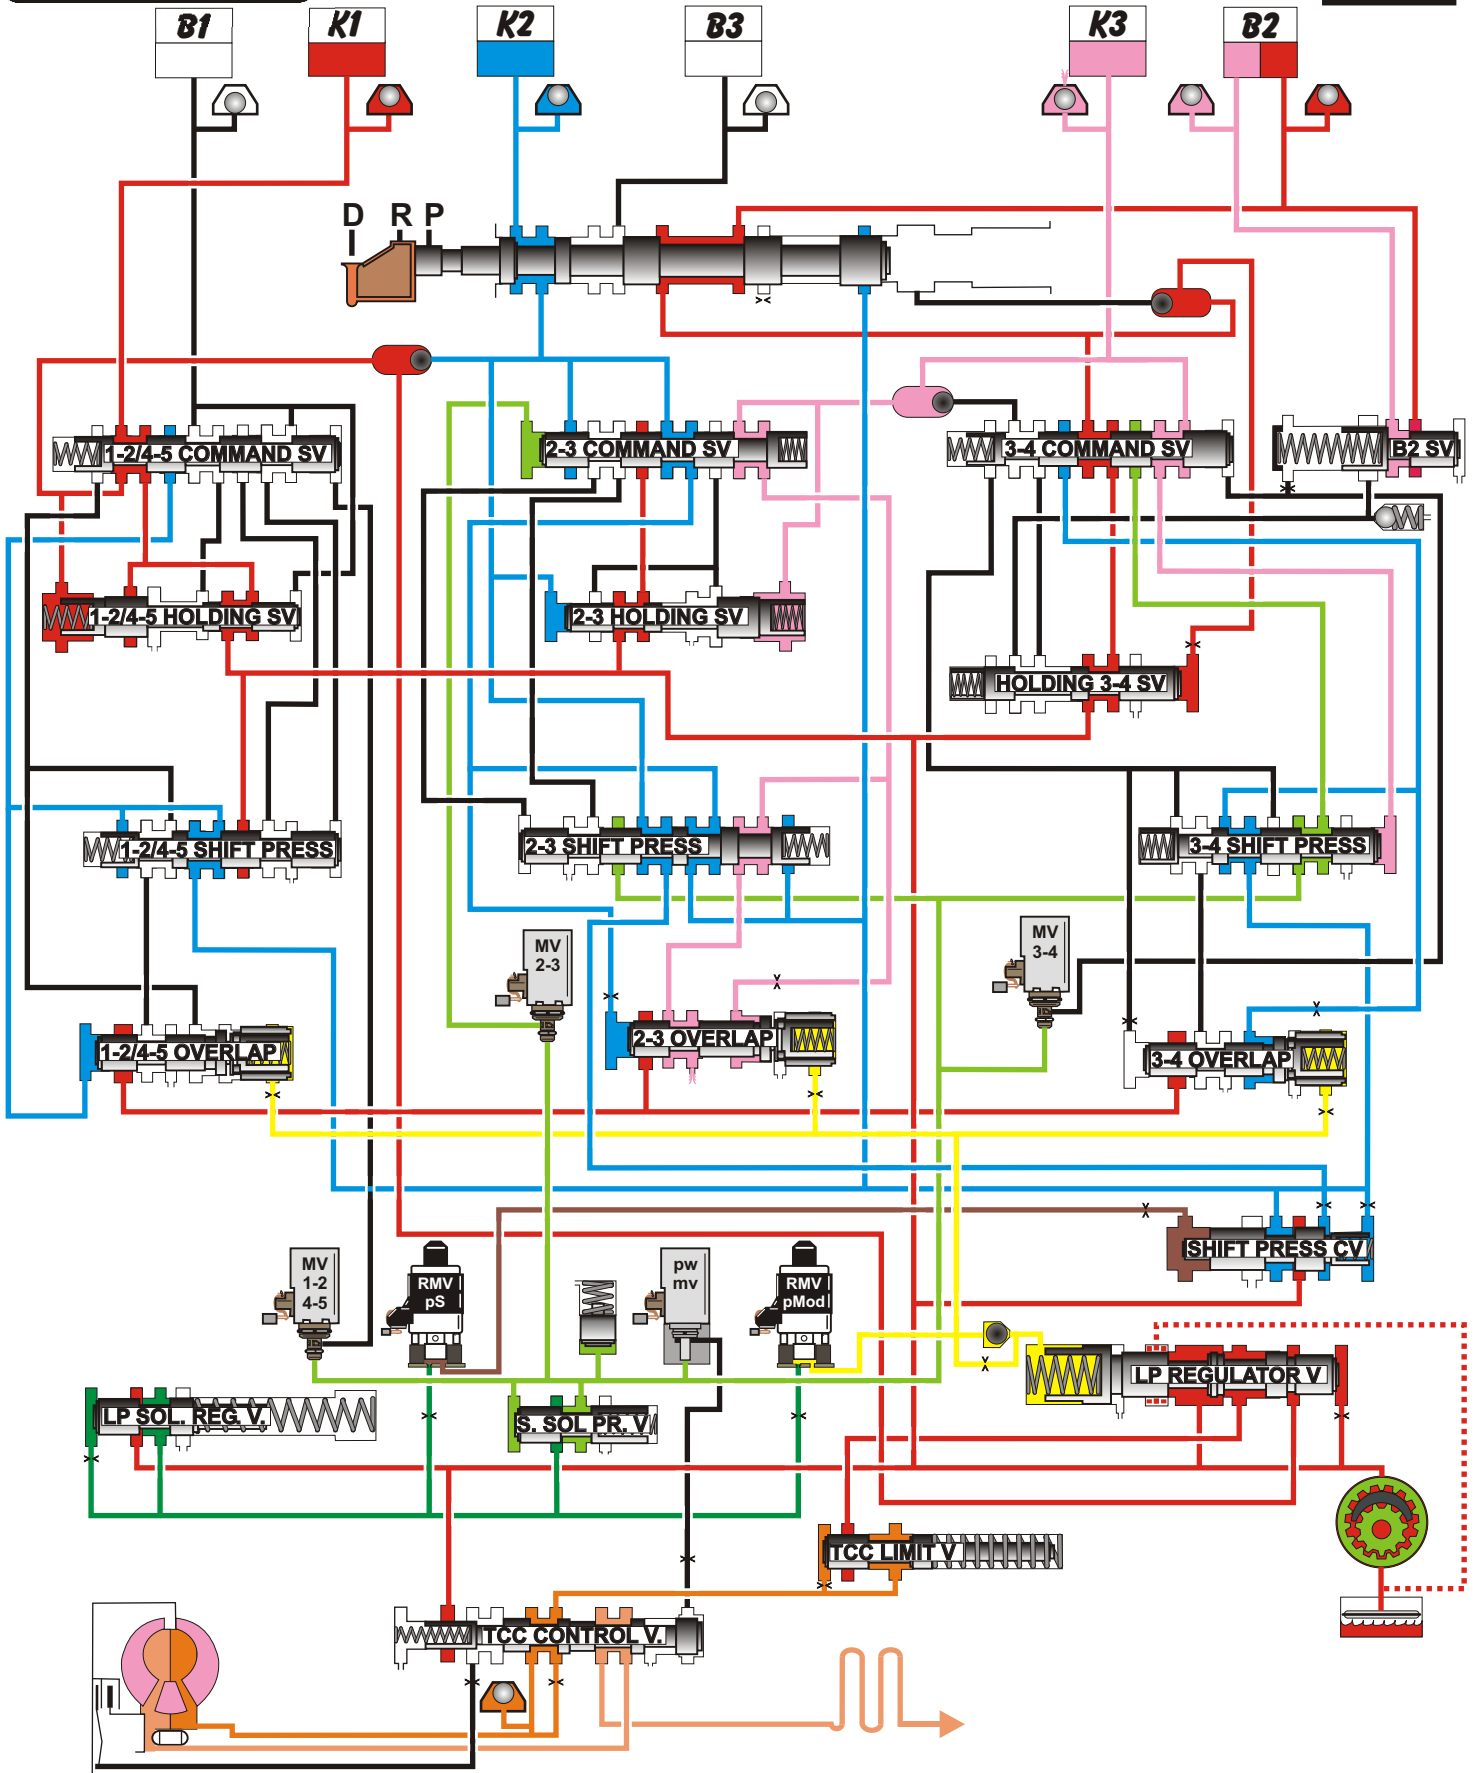 B1
K1
K2
B3
K3
B2
D R P
1-2/4-5 COMMAND SV
2-3 COMMAND SV
3-4 COMMAND SV
B2 SV
1-2/4-5 HOLDING SV
2-3 HOLDING SV
HOLDING 3-4 SV
1-2/4-5 SHIFT PRESS
2-3 SHIFT PRESS
3-4 SHIFT PRESS
MV
2-3
MV
3-4
1-2/4-5 OVERLAP
2-3 OVERLAP
3-4 OVERLAP
SHIFT PRESS CV
MV
1-2
4-5
RMV
pS
pw
mv
RMV
pMod
LP REGULATOR V
LP SOL. REG. V.
S. SOL PR. V
TCC LIMIT V
TCC CONTROL V.